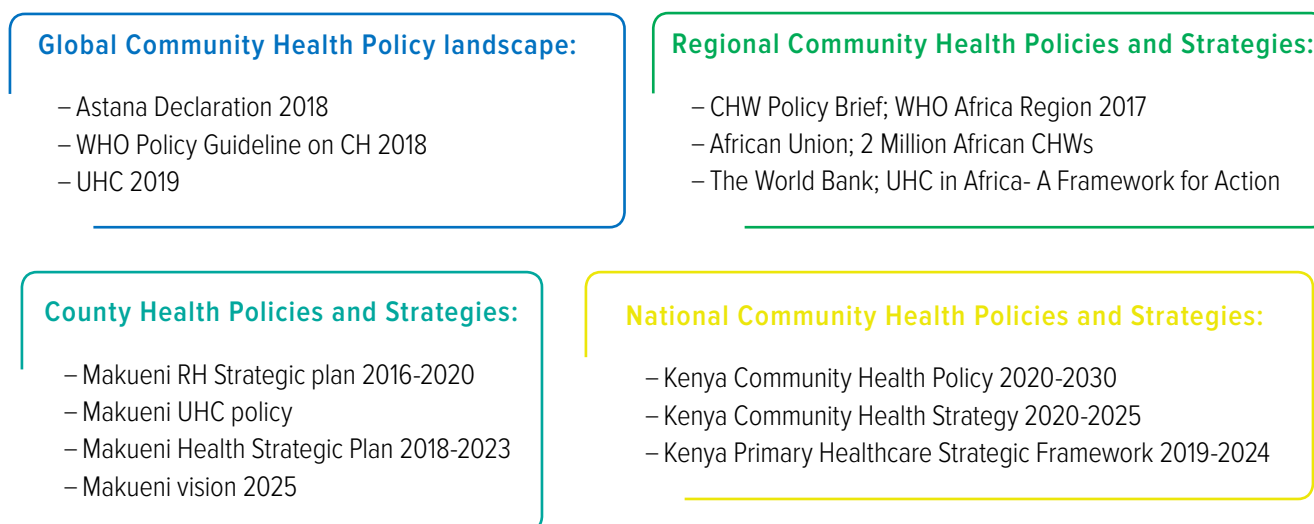 Global Community Health Policy landscape:
– Astana Declaration 2018
– WHO Policy Guideline on CH 2018
– UHC 2019
Regional Community Health Policies and Strategies:
– CHW Policy Brief; WHO Africa Region 2017
– African Union; 2 Million African CHWs
– The World Bank; UHC in Africa- A Framework for Action
County Health Policies and Strategies:
– Makueni RH Strategic plan 2016-2020
– Makueni UHC policy
– Makueni Health Strategic Plan 2018-2023
– Makueni vision 2025
National Community Health Policies and Strategies:
– Kenya Community Health Policy 2020-2030
– Kenya Community Health Strategy 2020-2025
– Kenya Primary Healthcare Strategic Framework 2019-2024